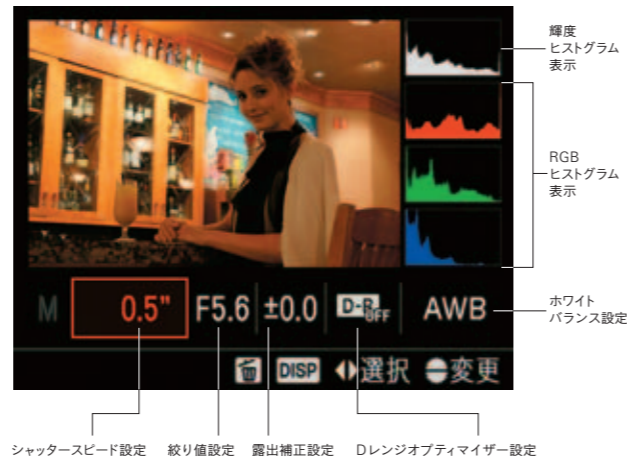 輝度
ヒストグラム
表示
RGB
ヒストグラム
表示
M 0.5" F5.6 ±0.0 D-R OFF AWB
ホワイト
バランス設定
DISP 選択 変更
シャッタースピード設定 絞り値設定 露出補正設定 Dレンジオプティマイザー設定